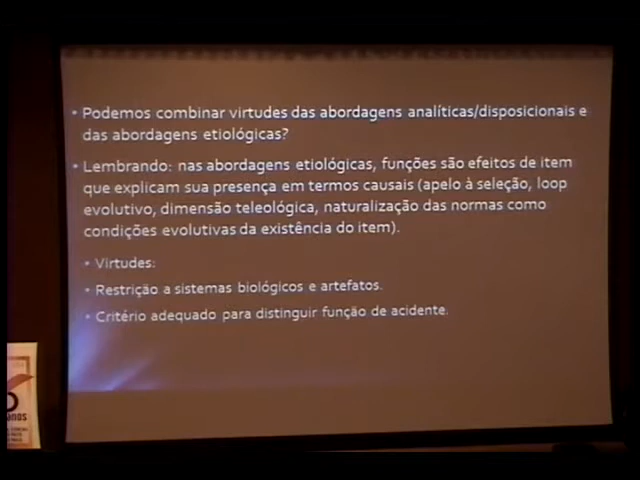 • Podemos combinar virtudes das abordagens analíticas/disposicionais e
das abordagens etiológicas?
• Lembrando: nas abordagens etiológicas, funções são efeitos de item
que explicam sua presença em termos causais (apelo à seleção, loop
evolutivo, dimensão teleológica, naturalização das normas como
condições evolutivas da existência do item).
• Virtudes:
• Restrição a sistemas biológicos e artefatos.
• Critério adequado para distinguir função de acidente.
anos